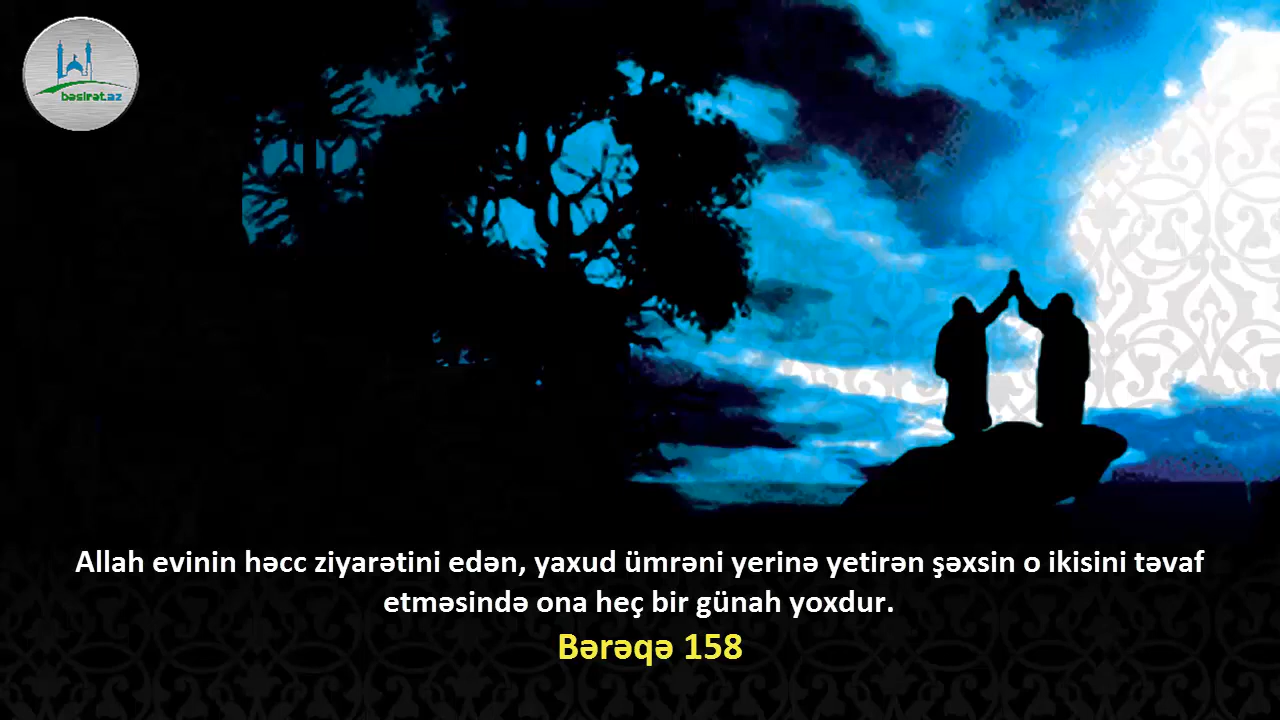 bəsirət.az
Allah evinin həcc ziyarətini edən, yaxud ümrəni yerinə yetirən şəxsin o ikisini təvaf
etməsində ona heç bir günah yoxdur.
Bərəqə 158